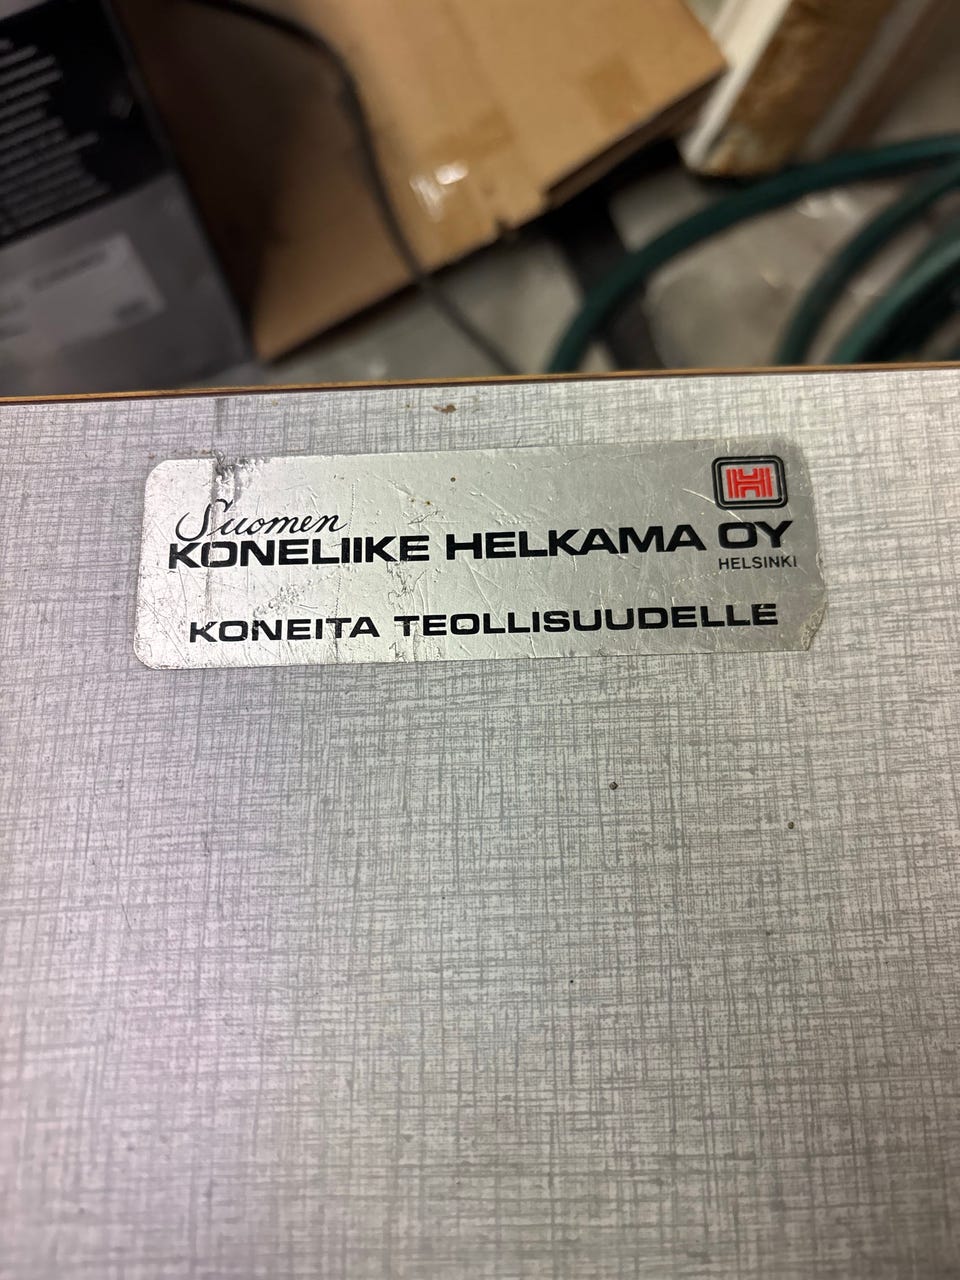 Suomen
KONELIIKE HELKAMA OY
HELSINKI
KONEITA TEOLLISUUDELLE